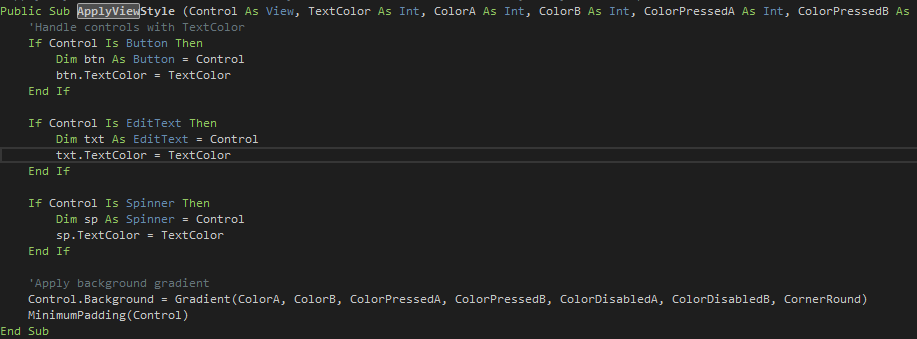 Public Sub ApplyViewStyle (Control As View, TextColor As Int, ColorA As Int, ColorB As Int, ColorPressedA As Int, ColorPressedB As
'Handle controls with TextColor
If Control Is Button Then
Dim btn As Button = Control
btn.TextColor = TextColor
End If
If Control Is EditText Then
Dim txt As EditText = Control
txt.TextColor = TextColor
End If
If Control Is Spinner Then
Dim sp As Spinner = Control
sp.TextColor = TextColor
End If
'Apply background gradient
Control.Background = Gradient(ColorA, ColorB, ColorPressedA, ColorPressedB, ColorDisabledA, ColorDisabledB, CornerRound)
MinimumPadding(Control)
End Sub